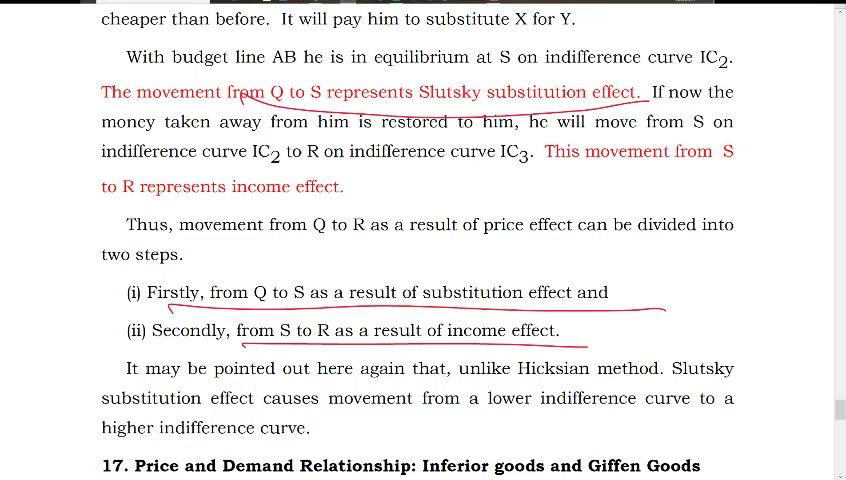 cheaper than before. It will pay him to substitute X for Y.
With budget line AB he is in equilibrium at S on indifference curve IC2.
The movement from Q to S represents Slutsky substitution effect. If now the
money taken away from him is restored to him, he will move from S on
indifference curve IC2 to R on indifference curve IC3. This movement from S
to R represents income effect.
Thus, movement from Q to R as a result of price effect can be divided into
two steps.
(i) Firstly, from Q to S as a result of substitution effect and
(ii) Secondly, from S to R as a result of income effect.
It may be pointed out here again that, unlike Hicksian method. Slutsky
substitution effect causes movement from a lower indifference curve to a
higher indifference curve.
17. Price and Demand Relationship: Inferior goods and Giffen Goods